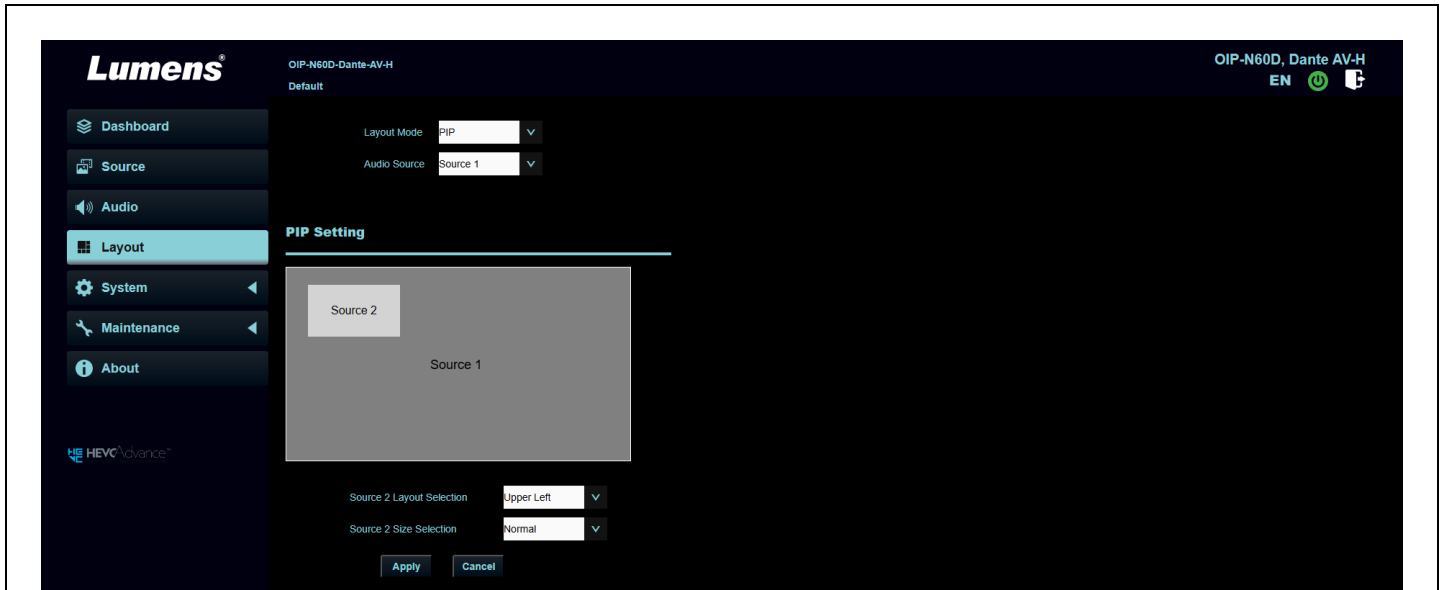 Lumens®
OIP-N60D-Dante-AV-H
Default
OIP-N60D, Dante AV-H
EN
Dashboard
Source
Audio
Layout
System
Maintenance
About
HEVC Advance™
Layout Mode PIP
Audio Source Source 1
PIP Setting
Source 2
Source 1
Source 2 Layout Selection Upper Left
Source 2 Size Selection Normal
Apply Cancel